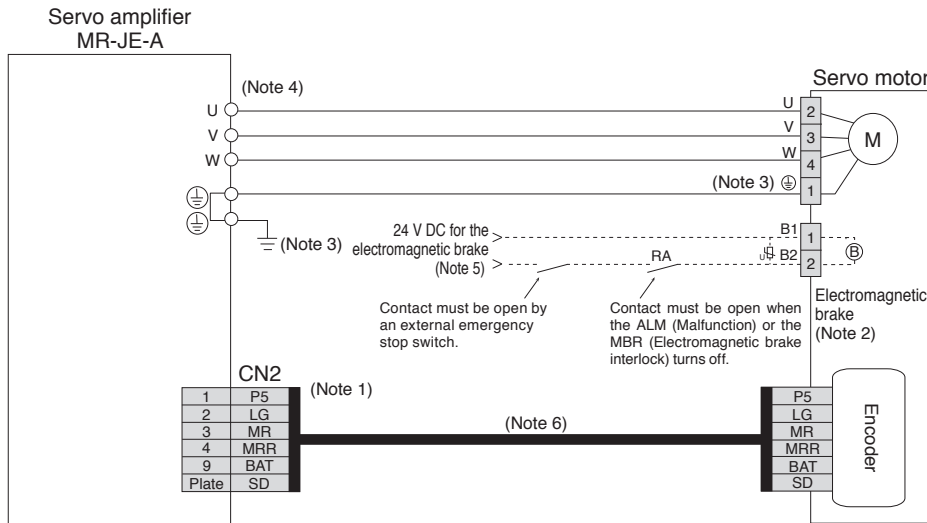 Servo amplifier
MR-JE-A
Servo motor
(Note 4)
U
V
W
U
V
W
2
3
4
1
M
(Note 3)
(Note 3)
24 V DC for the
electromagnetic brake
(Note 5)
RA
B1
B2
U
1
2
B
Contact must be open by
an external emergency
stop switch.
Contact must be open when
the ALM (Malfunction) or the
MBR (Electromagnetic brake
interlock) turns off.
Electromagnetic
brake
(Note 2)
CN2
(Note 1)
1 P5
2 LG
3 MR
4 MRR
9 BAT
Plate SD
(Note 6)
P5
LG
MR
MRR
BAT
SD
Encoder